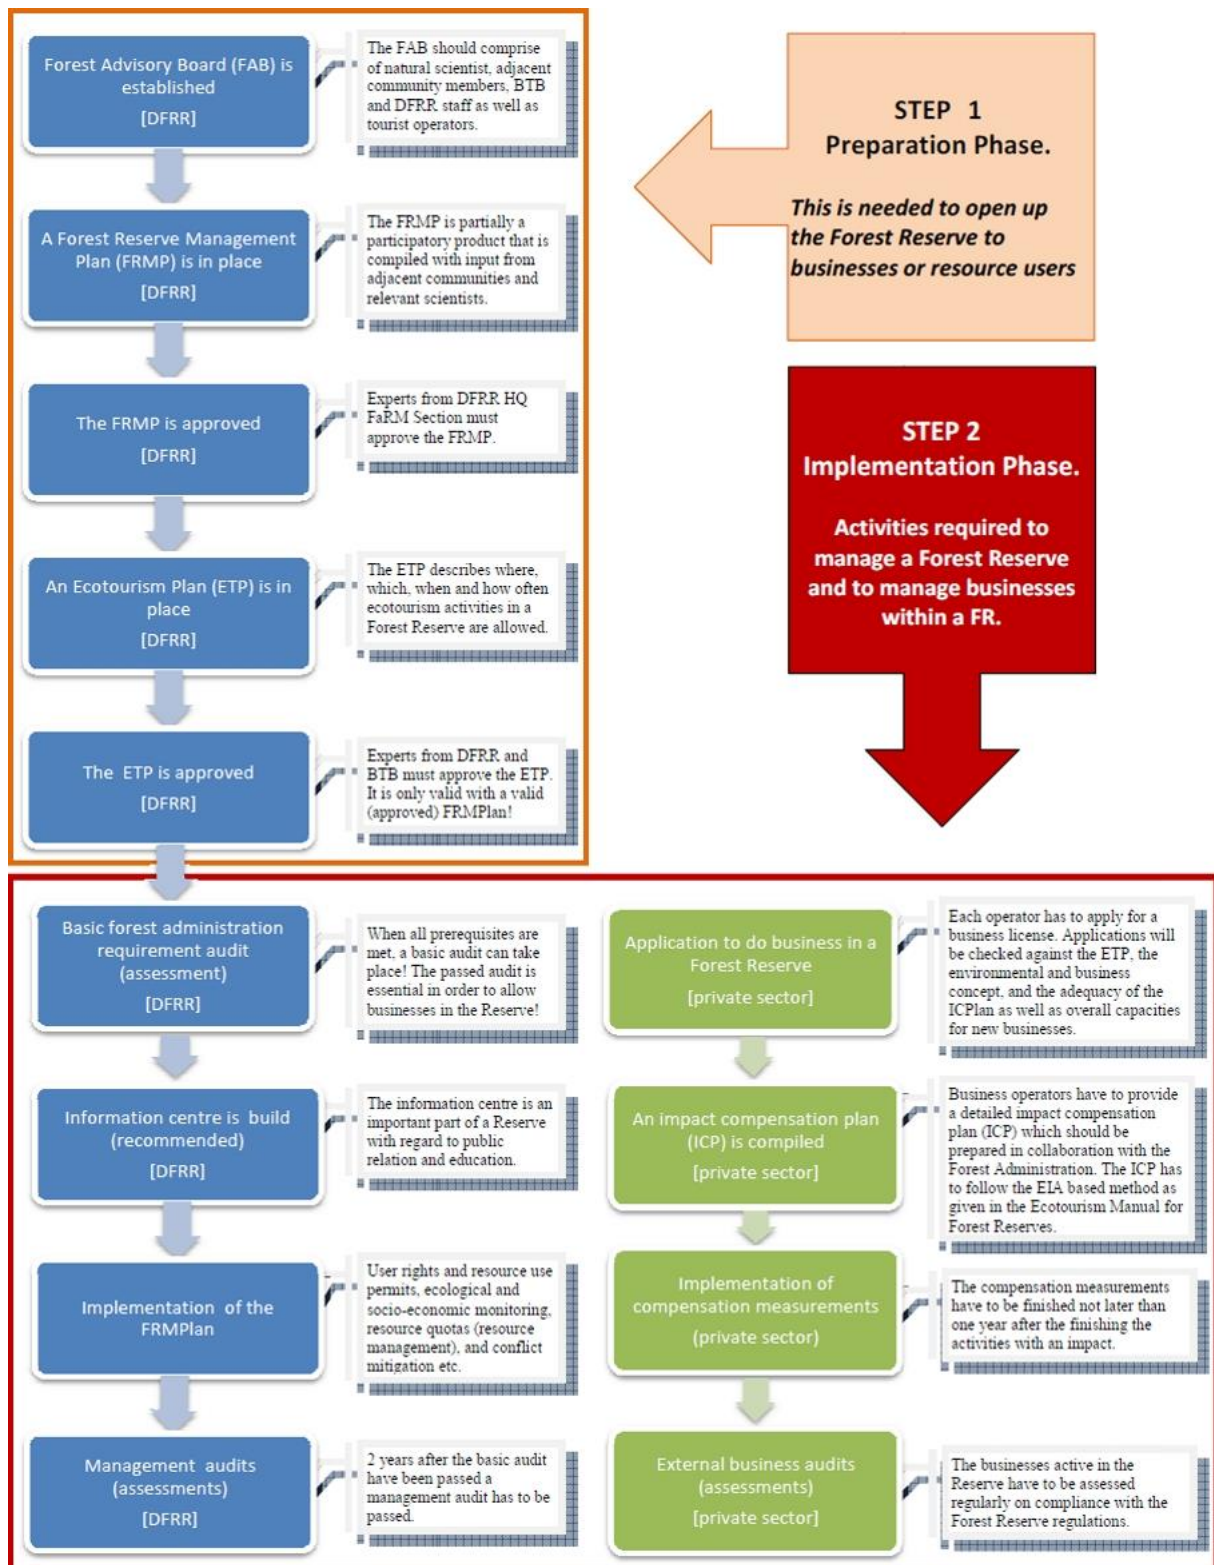 Forest Advisory Board (FAB) is
established
[DFRR]
The FAB should comprise
of natural scientist, adjacent
community members, BTB
and DFRR staff as well as
tourist operators.
STEP 1
Preparation Phase.
This is needed to open up
the Forest Reserve to
businesses or resource users
A Forest Reserve Management
Plan (FRMP) is in place
[DFRR]
The FRMP is partially a
participatory product that is
compiled with input from
adjacent communities and
relevant scientists.
The FRMP is approved
[DFRR]
Experts from DFRR HQ
FaRM Section must
approve the FRMP.
STEP 2
Implementation Phase.
Activities required to
manage a Forest Reserve
and to manage businesses
within a FR.
An Ecotourism Plan (ETP) is in
place
[DFRR]
The ETP describes where,
which, when and how often
ecotourism activities in a
Forest Reserve are allowed.
The ETP is approved
[DFRR]
Experts from DFRR and
BTB must approve the ETP.
It is only valid with a valid
(approved) FRMPlan!
Basic forest administration
requirement audit
(assessment)
[DFRR]
When all prerequisites are
met, a basic audit can take
place! The passed audit is
essential in order to allow
businesses in the Reserve!
Application to do business in a
Forest Reserve
[private sector]
Each operator has to apply for a
business license. Applications will
be checked against the ETP, the
environmental and business
concept, and the adequacy of the
ICPlan as well as overall capacities
for new businesses.
Information centre is build
(recommended)
[DFRR]
The information centre is an
important part of a Reserve
with regard to public
relation and education.
An impact compensation plan
(ICP) is compiled
[private sector]
Business operators have to provide
a detailed impact compensation
plan (ICP) which should be
prepared in collaboration with the
Forest Administration. The ICP has
to follow the EIA based method as
given in the Ecotourism Manual for
Forest Reserves.
Implementation of the
FRMPlan
User rights and resource use
permits, ecological and
socio-economic monitoring,
resource quotas (resource
management), and conflict
mitigation etc.
Implementation of
compensation measurements
(private sector)
The compensation measurements
have to be finished not later than
one year after the finishing the
activities with an impact.
Management audits
(assessments)
[DFRR]
2 years after the basic audit
have been passed a
management audit has to be
passed.
External business audits
(assessments)
[private sector]
The businesses active in the
Reserve have to be assessed
regularly on compliance with the
Forest Reserve regulations.